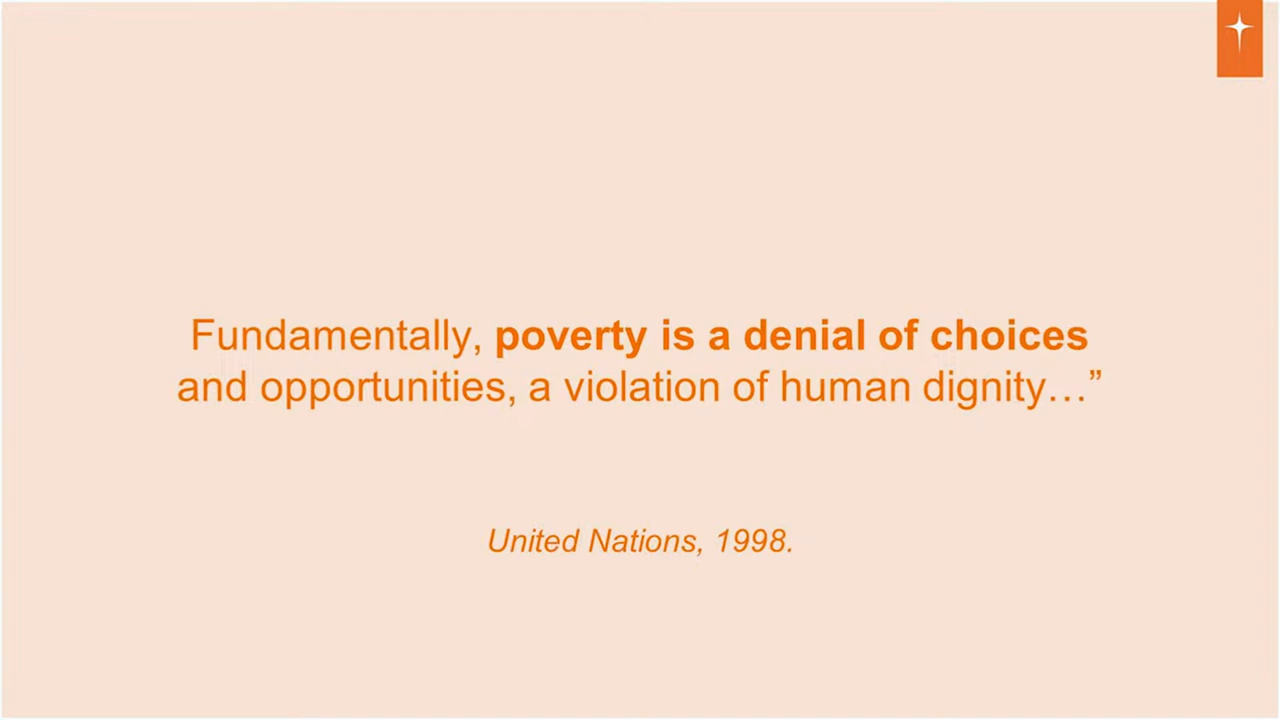 Fundamentally, poverty is a denial of choices
and opportunities, a violation of human dignity…”
United Nations, 1998.